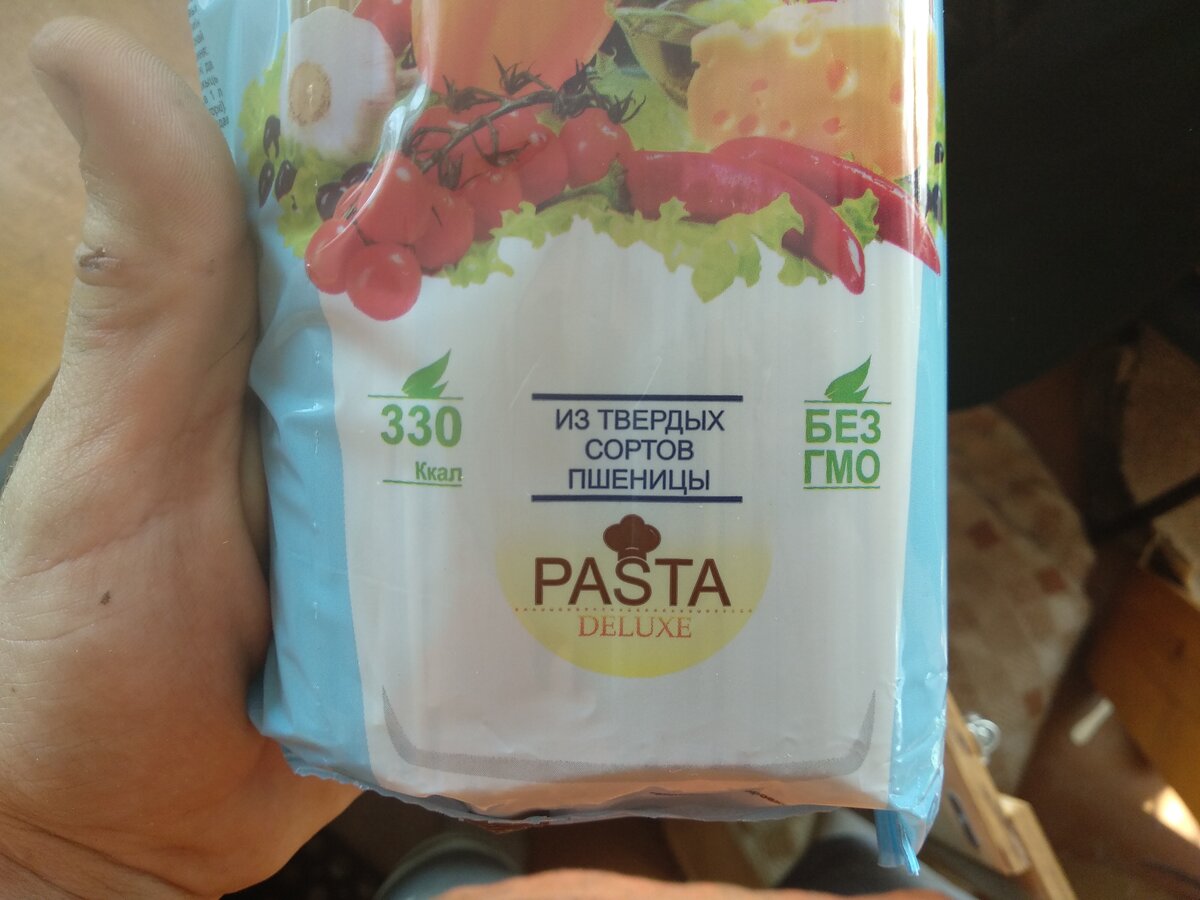 330
Ккал
ИЗ ТВЕРДЫХ
СОРТОВ
ПШЕНИЦЫ
БЕЗ
ГМО
PASTA
DELUXE